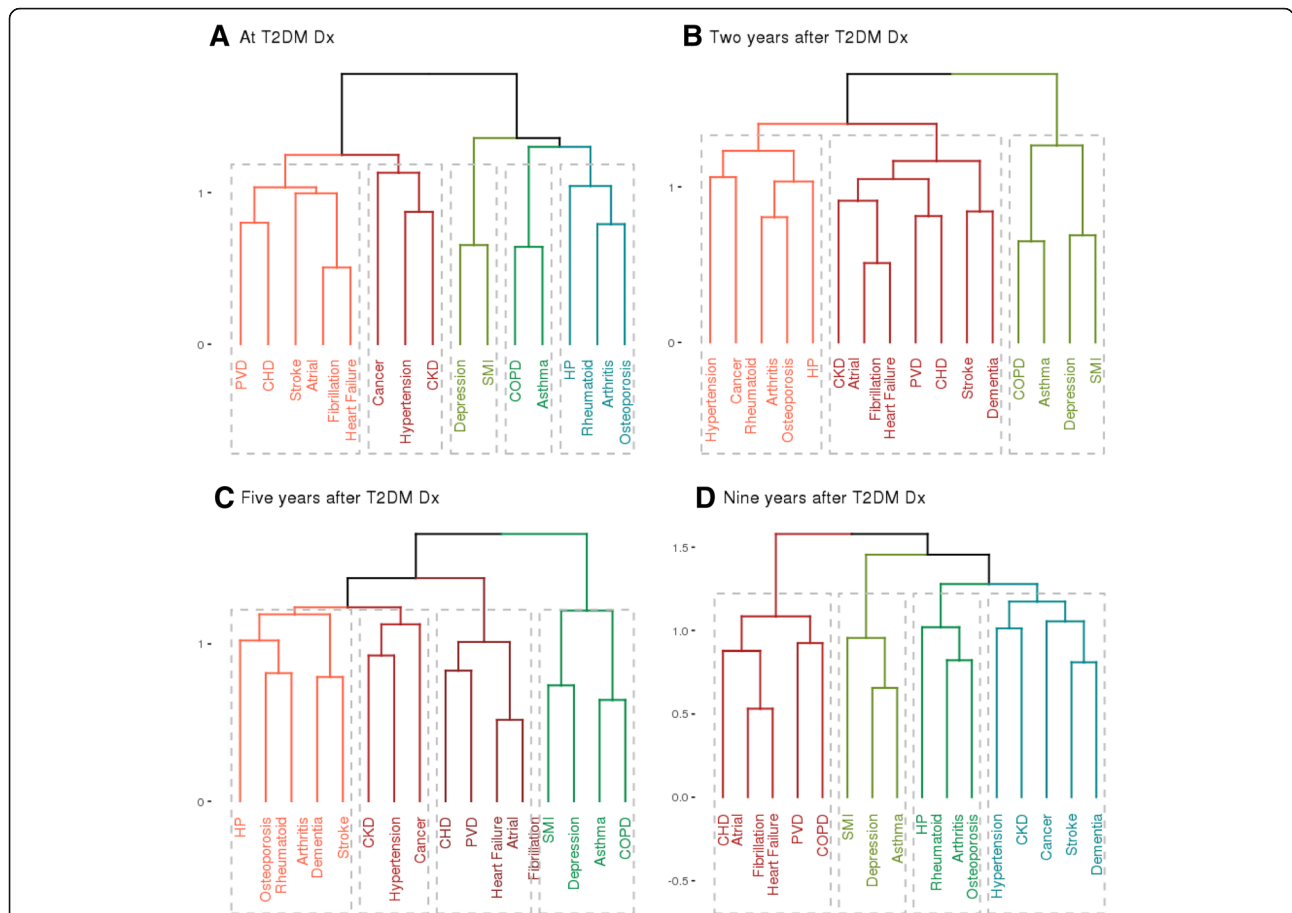 A At T2DM Dx
1
0
PVD
CHD
Stroke
Atrial
Fibrillation
Heart Failure
Cancer
Hypertension
CKD
Depression
SMI
COPD
Asthma
HP
Rheumatoid
Arthritis
Osteoporosis
B Two years after T2DM Dx
1
0
Hypertension
Cancer
Rheumatoid
Arthritis
Osteoporosis
HP
CKD
Atrial
Fibrillation
Heart Failure
PVD
CHD
Stroke
Dementia
COPD
Asthma
Depression
SMI
C Five years after T2DM Dx
1
0
HP
Osteoporosis
Rheumatoid
Arthritis
Dementia
Stroke
CKD
Hypertension
Cancer
CHD
PVD
Heart Failure
Atrial
Fibrillation
SMI
Depression
Asthma
COPD
D Nine years after T2DM Dx
1.5
1.0
0.5
0.0
-0.5
CHD
Atrial
Fibrillation
Heart Failure
PVD
COPD
SMI
Depression
Asthma
HP
Rheumatoid
Arthritis
Osteoporosis
Hypertension
CKD
Cancer
Stroke
Dementia